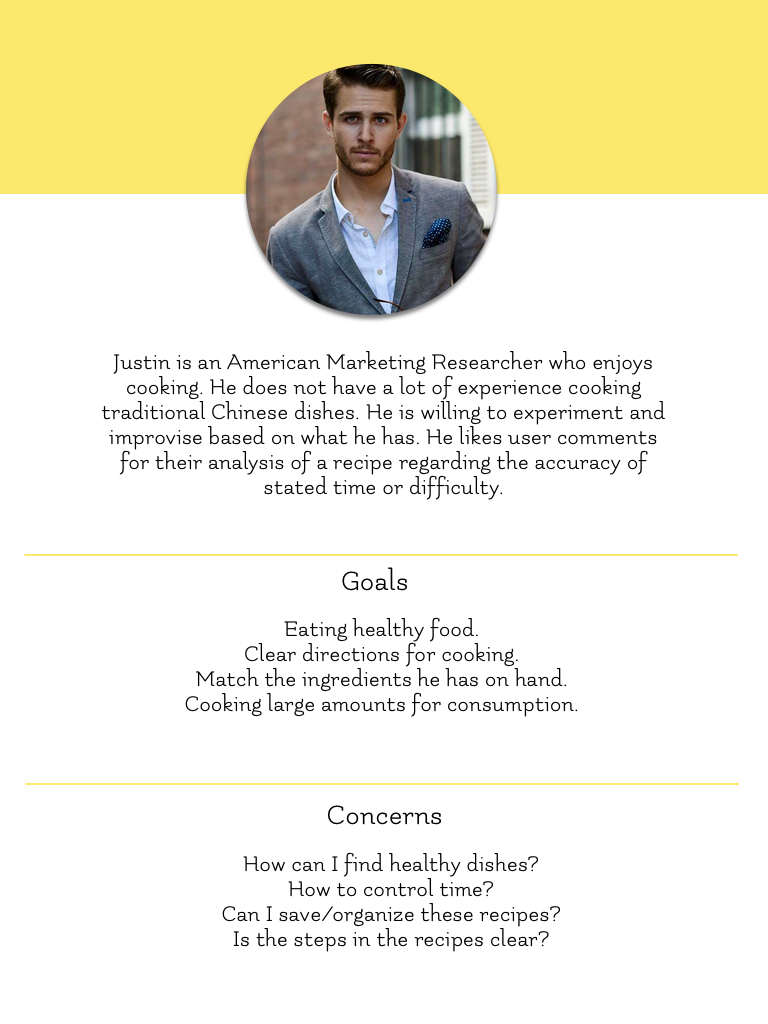 Justin is an American Marketing Researcher who enjoys
cooking. He does not have a lot of experience cooking
traditional Chinese dishes. He is willing to experiment and
improvise based on what he has. He likes user comments
for their analysis of a recipe regarding the accuracy of
stated time or difficulty.
Goals
Eating healthy food.
Clear directions for cooking.
Match the ingredients he has on hand.
Cooking large amounts for consumption.
Concerns
How can I find healthy dishes?
How to control time?
Can I save/organize these recipes?
Is the steps in the recipes clear?